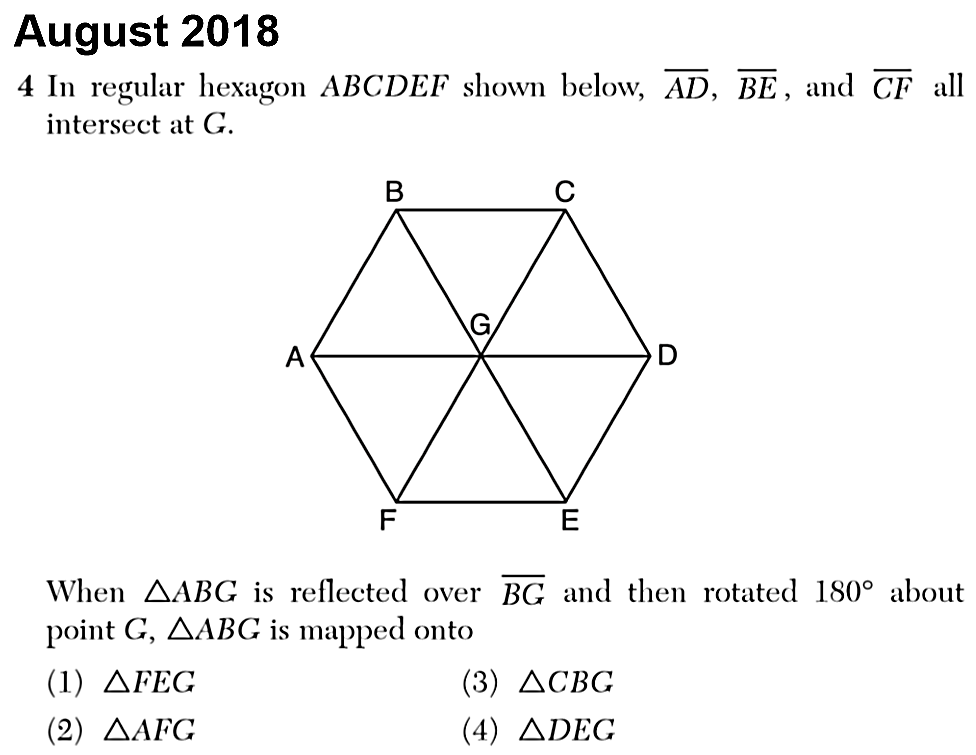 August 2018
4 In regular hexagon ABCDEF shown below, AD, BE, and CF all
intersect at G.
B
C
G
A
D
F
E
When △ABG is reflected over BG and then rotated 180° about
point G, △ABG is mapped onto
(1) △FEG
(3) △CBG
(2) △AFG
(4) △DEG